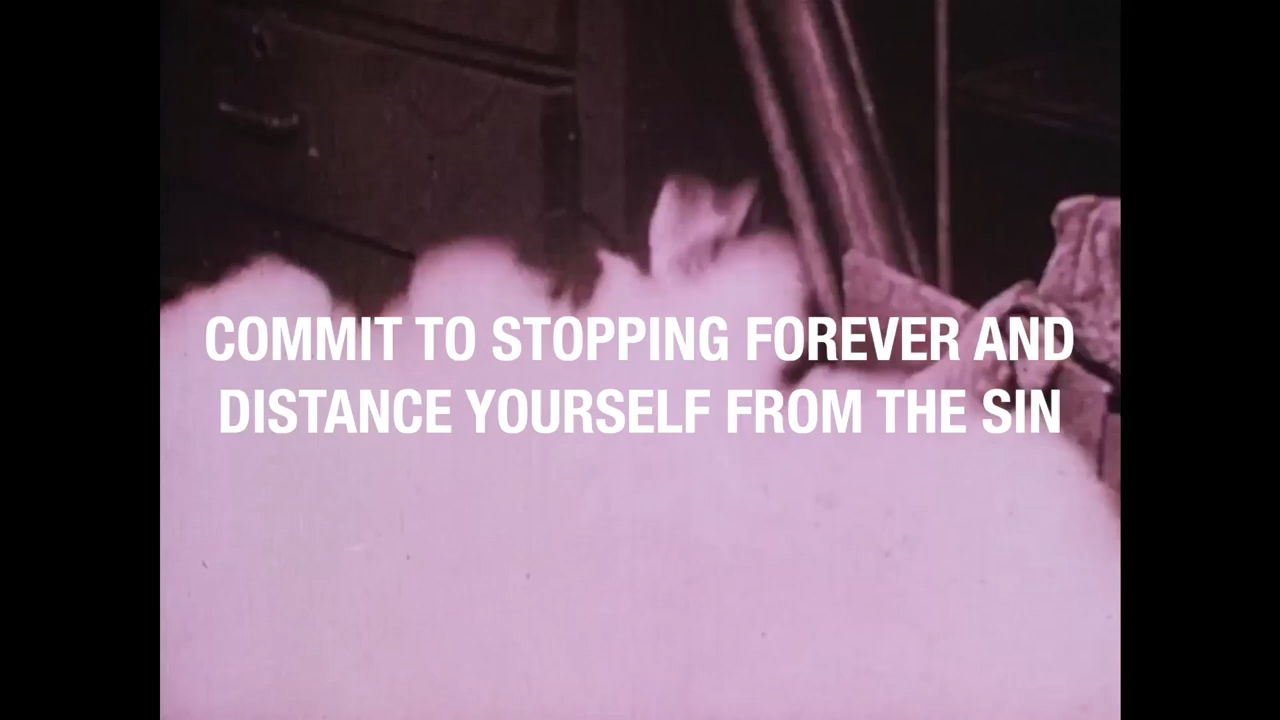 COMMIT TO STOPPING FOREVER AND
DISTANCE YOURSELF FROM THE SIN